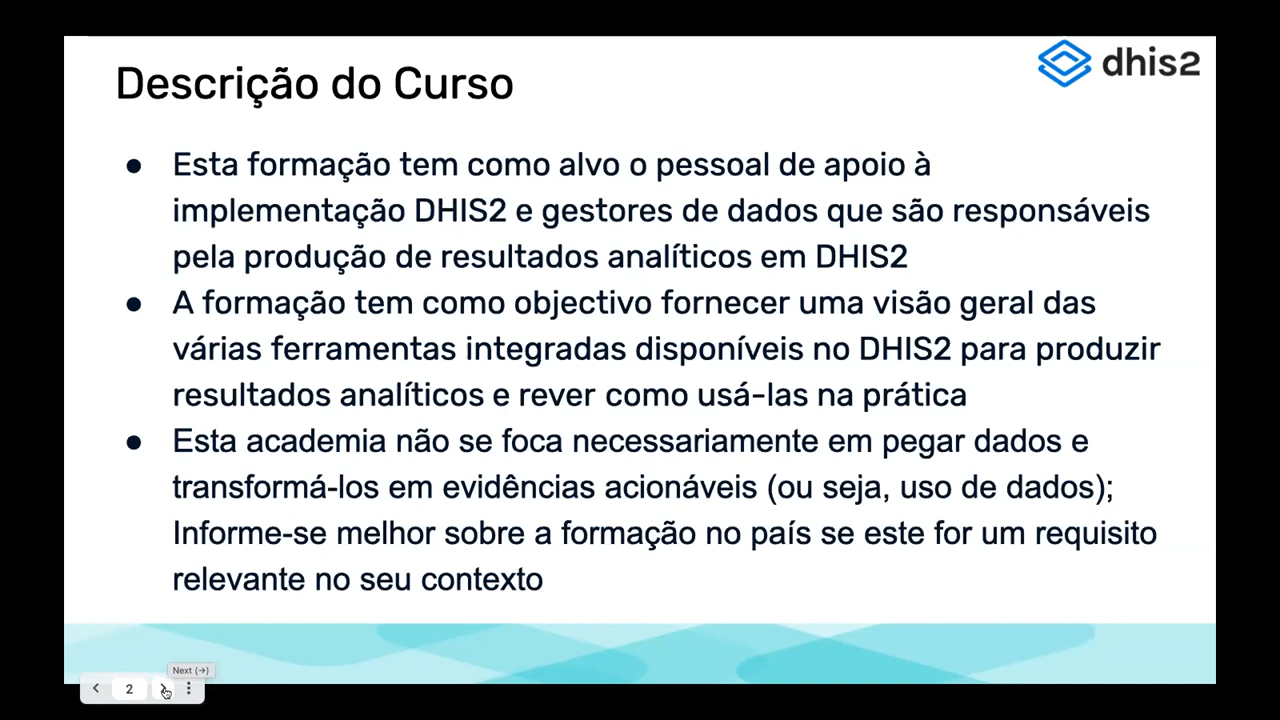 dhis2
Descrição do Curso
● Esta formação tem como alvo o pessoal de apoio à
implementação DHIS2 e gestores de dados que são responsáveis
pela produção de resultados analíticos em DHIS2
● A formação tem como objectivo fornecer uma visão geral das
várias ferramentas integradas disponíveis no DHIS2 para produzir
resultados analíticos e rever como usá-las na prática
● Esta academia não se foca necessariamente em pegar dados e
transformá-los em evidências acionáveis (ou seja, uso de dados);
Informe-se melhor sobre a formação no país se este for um requisito
relevante no seu contexto
Next (→)
2